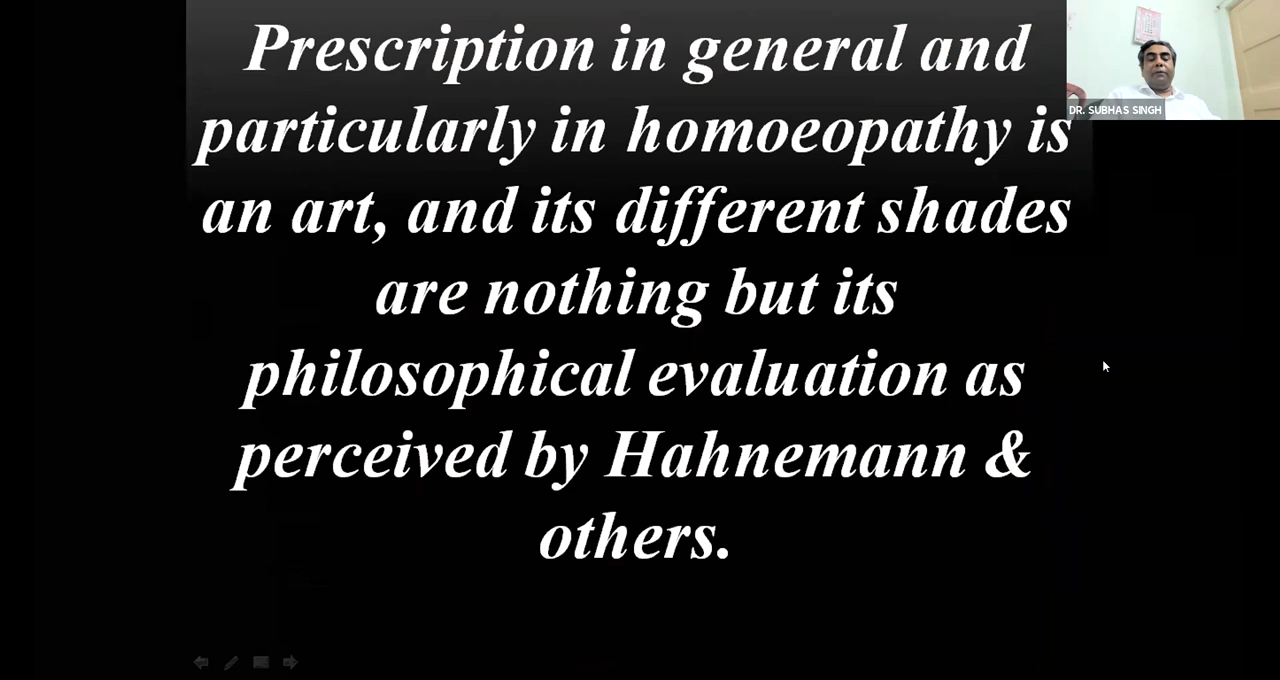 Prescription in general and
particularly in homoeopathy is
an art, and its different shades
are nothing but its
philosophical evaluation as
perceived by Hahnemann &
others.
DR. SUBHAS SINGH